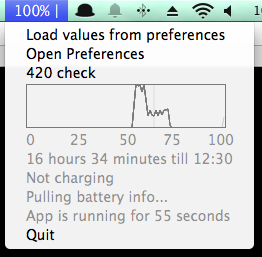 100% |
Load values from preferences
Open Preferences
420 check
0 25 50 75 100
16 hours 34 minutes till 12:30
Not charging
Pulling battery info...
App is running for 55 seconds
Quit